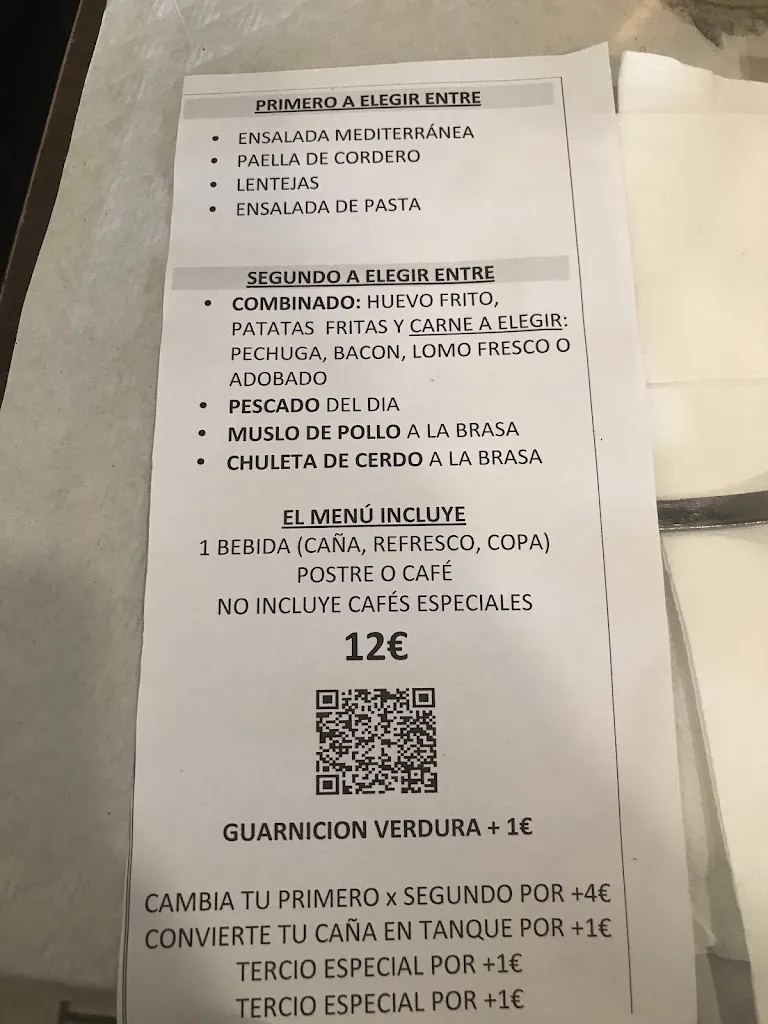 PRIMERO A ELEGIR ENTRE
• ENSALADA MEDITERRÁNEA
• PAELLA DE CORDERO
• LENTEJAS
• ENSALADA DE PASTA
SEGUNDO A ELEGIR ENTRE
• COMBINADO: HUEVO FRITO,
PATATAS FRITAS Y CARNE A ELEGIR:
PECHUGA, BACON, LOMO FRESCO O
ADOBADO
• PESCADO DEL DIA
• MUSLO DE POLLO A LA BRASA
• CHULETA DE CERDO A LA BRASA
EL MENÚ INCLUYE
1 BEBIDA (CAÑA, REFRESCO, COPA)
POSTRE O CAFÉ
NO INCLUYE CAFÉS ESPECIALES
12€
GUARNICION VERDURA + 1€
CAMBIA TU PRIMERO x SEGUNDO POR +4€
CONVIERTE TU CAÑA EN TANQUE POR +1€
TERCIO ESPECIAL POR +1€
TERCIO ESPECIAL POR +1€